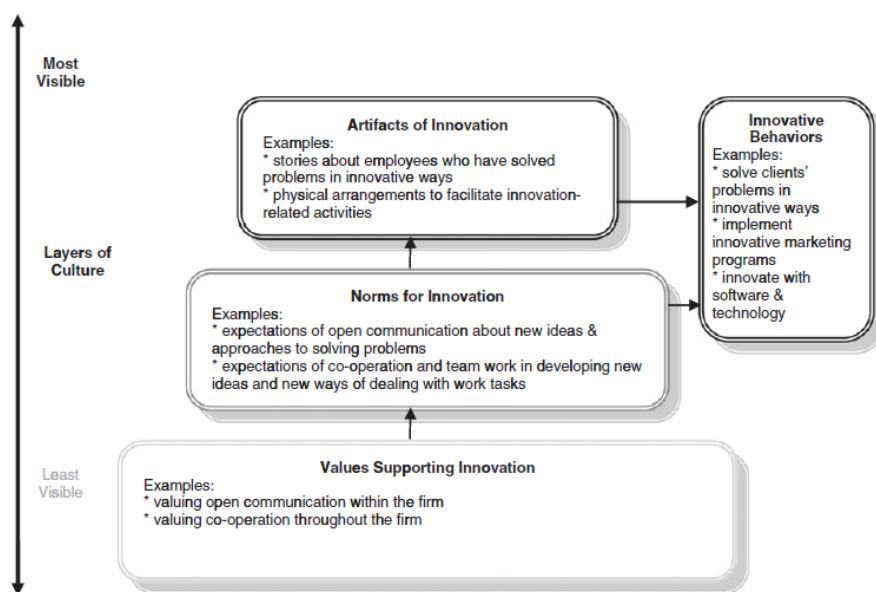 Most
Visible
Artifacts of Innovation
Examples:
* stories about employees who have solved
problems in innovative ways
* physical arrangements to facilitate innovation-
related activities
Innovative
Behaviors
Examples:
* solve clients'
problems in
innovative ways
* implement
innovative marketing
programs
* innovate with
software &
technology
Layers of
Culture
Norms for Innovation
Examples:
* expectations of open communication about new ideas &
approaches to solving problems
* expectations of co-operation and team work in developing new
ideas and new ways of dealing with work tasks
Least
Visible
Values Supporting Innovation
Examples:
* valuing open communication within the firm
* valuing co-operation throughout the firm